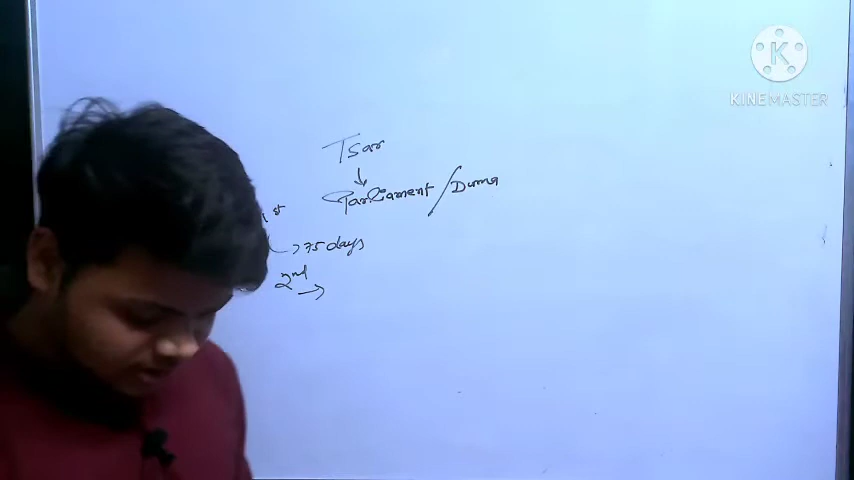 KINEMASTER
Tsar
↓
Parliament / Duma
1st
→ 75 days
2nd →